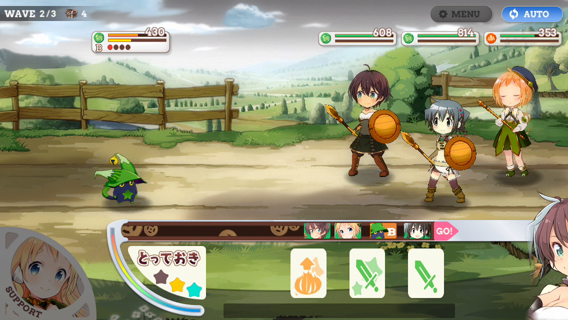 WAVE 2/3 4
MENU
AUTO
430
B
608
814
353
B
GO!
とっておき
SUPPORT